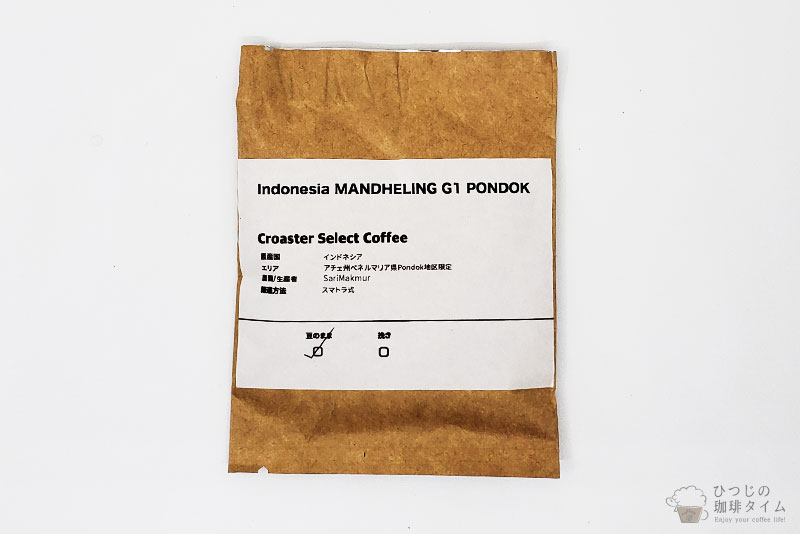 Indonesia MANDHELING G1 PONDOK
Croaster Select Coffee
生産国 インドネシア
エリア アチェ州ベネルマリア県Pondok地区限定
農園/生産者 SariMakmur
精選方法 スマトラ式
豆のまま 挽き
ひつじの
珈琲タイム
Enjoy your coffee life!